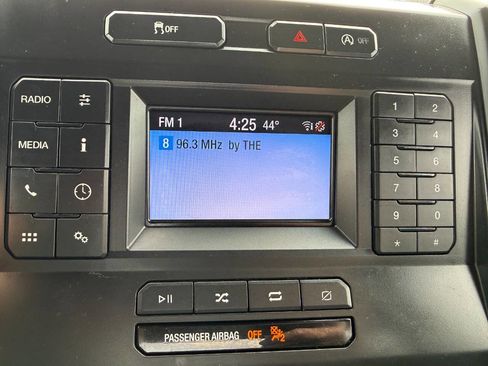 OFF
A OFF
RADIO
MEDIA i
FM 1 4:25 44°
8 96.3 MHz by THE
1 2
3 4
5 6
7 8
9 0
* #
PASSENGER AIRBAG OFF 2